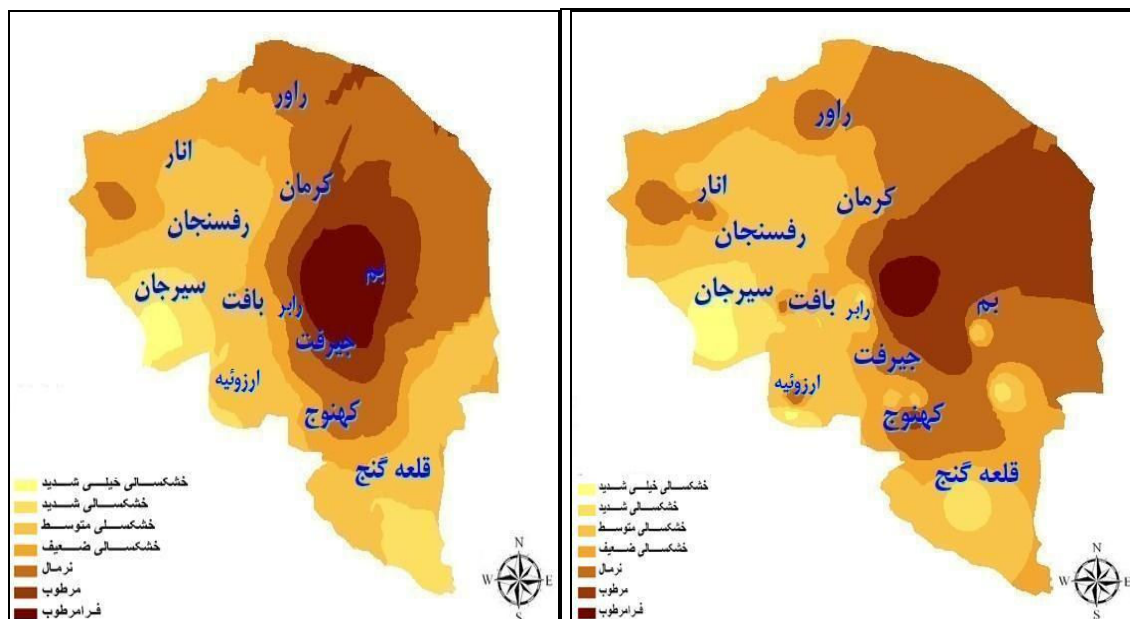 راور
انار
کرمان
رفسنجان
بم
سیرجان
بافت
رابر
جیرفت
ارزوئیه
کهنوج
قلعه گنج
خشکسالی خیلی شدید
خشکسالی شدید
خشکسلی متوسط
خشکسالی ضعیف
نرمال
مرطوب
فرامرطوب
N
W E
S
راور
انار
کرمان
رفسنجان
سیرجان
بافت
رابر
بم
جیرفت
ارزوئیه
کهنوج
قلعه گنج
خشکسالی خیلی شدید
خشکسالی شدید
خشکسالی متوسط
خشکسالی ضعیف
نرمال
مرطوب
فرامرطوب
N
W E
S